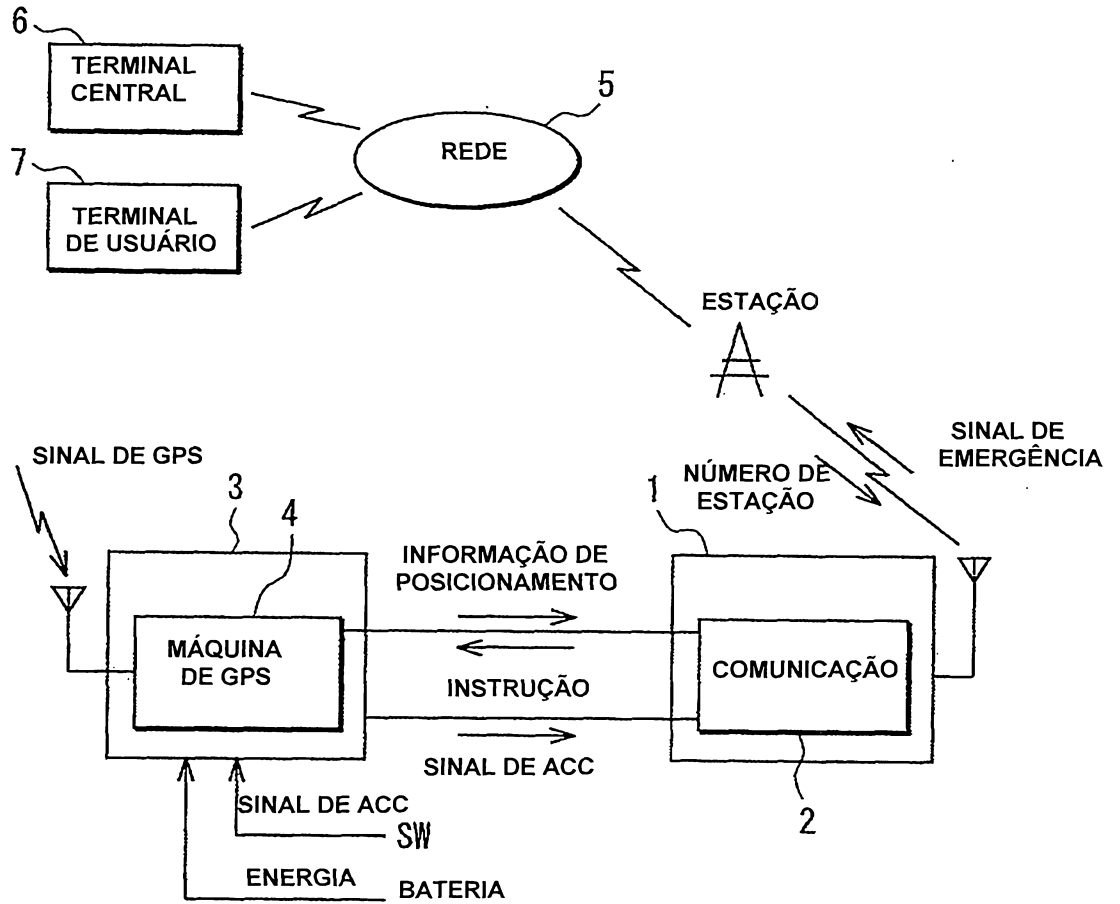 6
TERMINAL
CENTRAL
5
REDE
7
TERMINAL
DE USUÁRIO
ESTAÇÃO
SINAL DE
EMERGÊNCIA
NÚMERO DE
ESTAÇÃO
SINAL DE GPS
3
4
1
INFORMAÇÃO DE
POSICIONAMENTO
MÁQUINA
DE GPS
COMUNICAÇÃO
INSTRUÇÃO
SINAL DE ACC
2
SINAL DE ACC
SW
ENERGIA
BATERIA